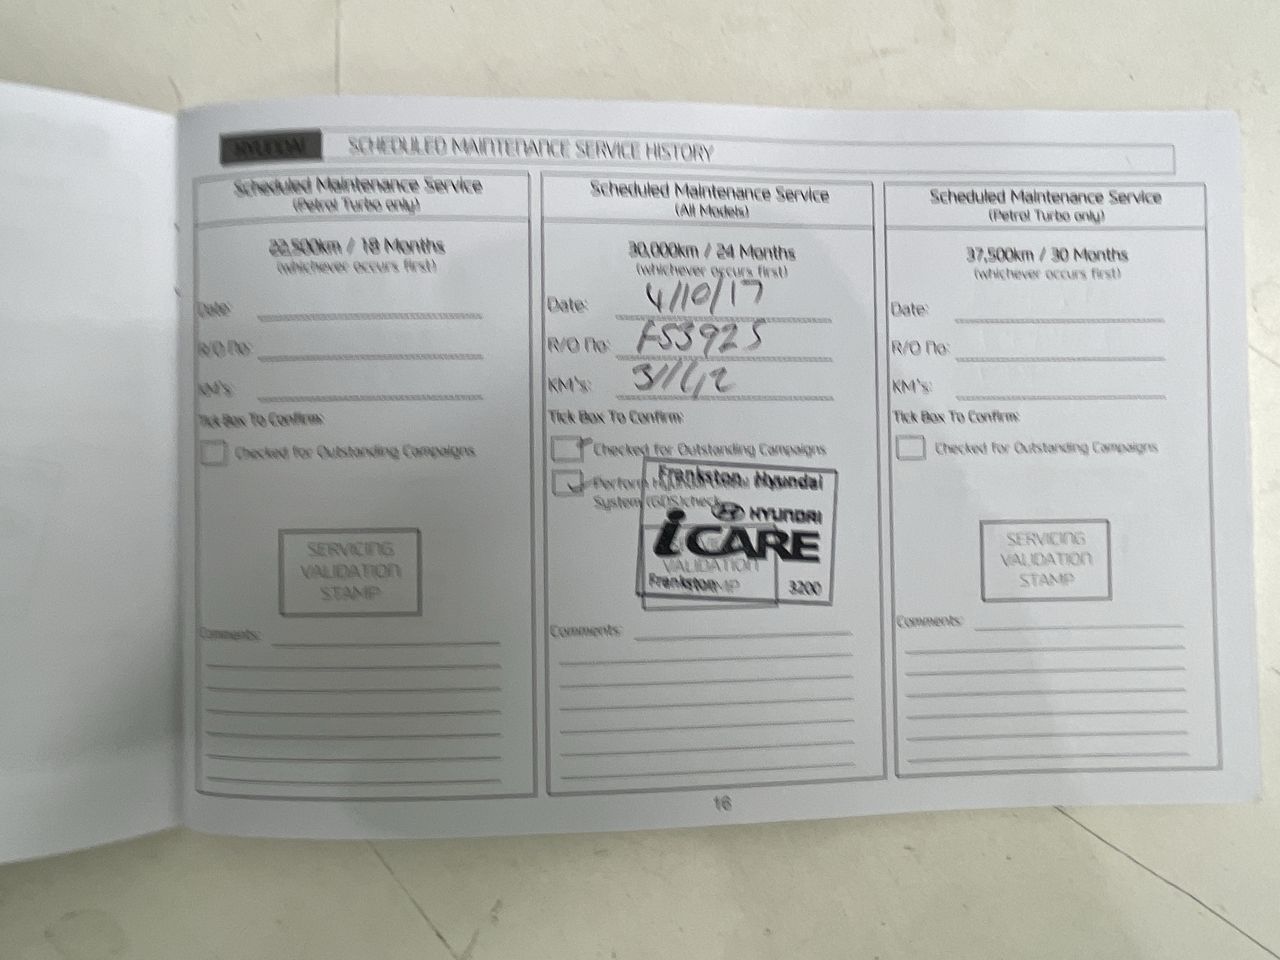 HYUNDAI
SCHEDULED MAINTENANCE SERVICE HISTORY
Scheduled Maintenance Service
(Petrol Turbo only)
22,500km / 18 Months
(whichever occurs first)
Date:
R/O No:
KM's:
Tick Box To Confirm:
Checked for Outstanding Campaigns
SERVICING
VALIDATION
STAMP
Comments:
Scheduled Maintenance Service
(All Models)
30,000km / 24 Months
(whichever occurs first)
Date: 4/10/17
R/O No:
KM's:
Tick Box To Confirm:
Checked for Outstanding Campaigns
Perform
System (GDS) check
Frankston Hyundai
HYUNDAI
iCARE
VALIDATION
Frankston 3200
Comments:
Scheduled Maintenance Service
(Petrol Turbo only)
37,500km / 30 Months
(whichever occurs first)
Date:
R/O No:
KM's:
Tick Box To Confirm:
Checked for Outstanding Campaigns
SERVICING
VALIDATION
STAMP
Comments:
16